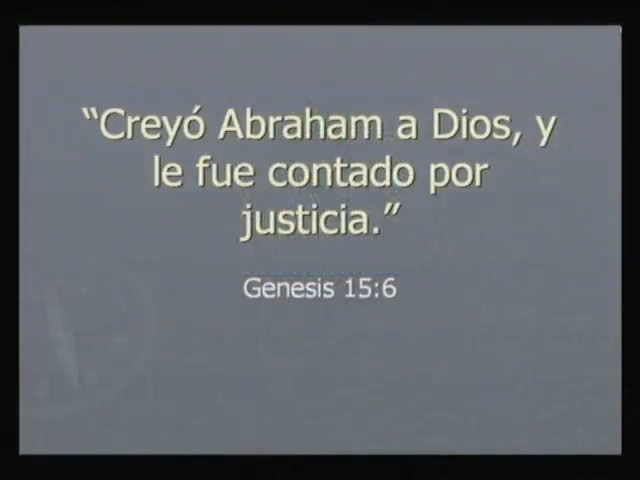 “Creyó Abraham a Dios, y
le fue contado por
justicia.”
Genesis 15:6